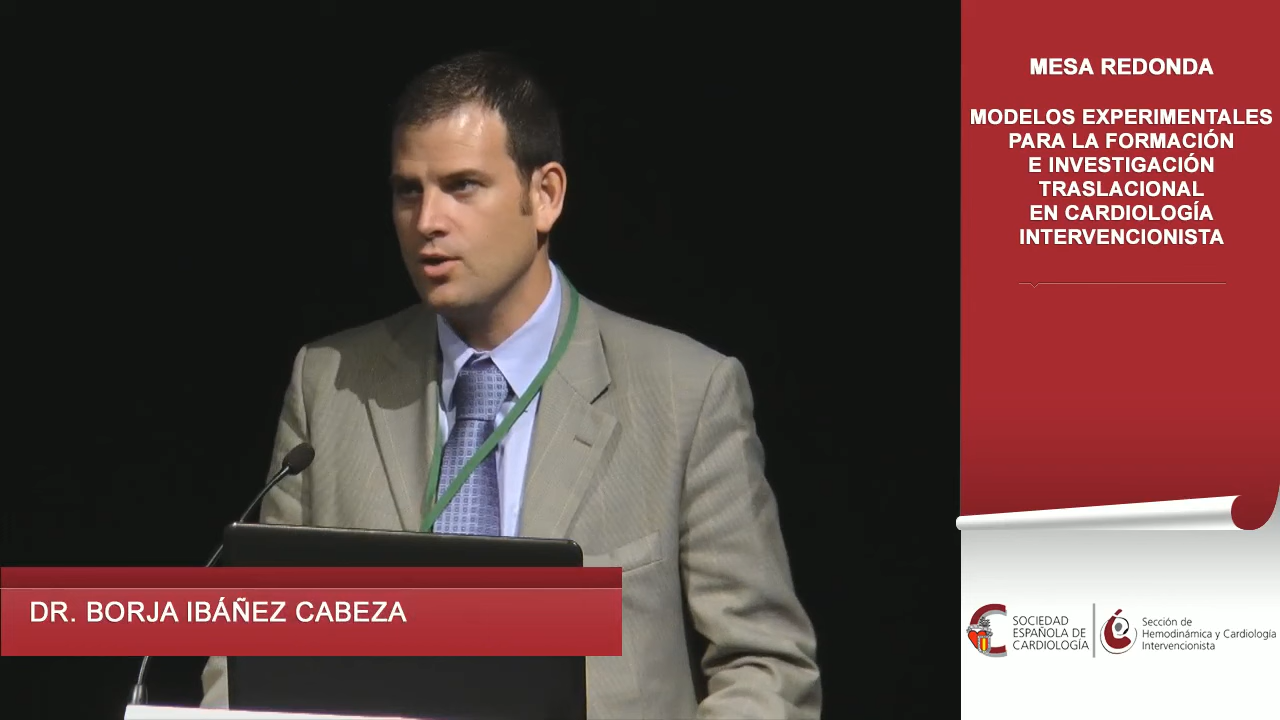 MESA REDONDA
MODELOS EXPERIMENTALES
PARA LA FORMACIÓN
E INVESTIGACIÓN
TRASLACIONAL
EN CARDIOLOGÍA
INTERVENCIONISTA
DR. BORJA IBÁÑEZ CABEZA
SOCIEDAD
ESPAÑOLA DE
CARDIOLOGÍA
Sección de
Hemodinámica y Cardiología
Intervencionista